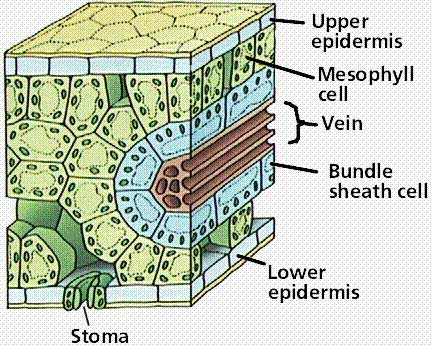 Upper
epidermis
Mesophyll
cell
Vein
Bundle
sheath cell
Lower
epidermis
Stoma